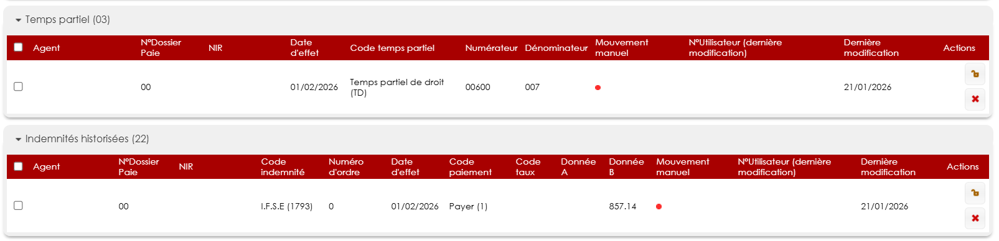 Temps partiel (03)
Agent N°Dossier Paie NIR Date d'effet Code temps partiel Numérateur Dénominateur Mouvement manuel N°Utilisateur (dernière modification) Dernière modification Actions
00 01/02/2026 Temps partiel de droit (TD) 00600 007 21/01/2026
Indemnités historisées (22)
Agent N°Dossier Paie NIR Code indemnité Numéro d'ordre Date d'effet Code paiement Code taux Donnée A Donnée B Mouvement manuel N°Utilisateur (dernière modification) Dernière modification Actions
00 I.F.S.E (1793) 0 01/02/2026 Payer (1) 857.14 21/01/2026